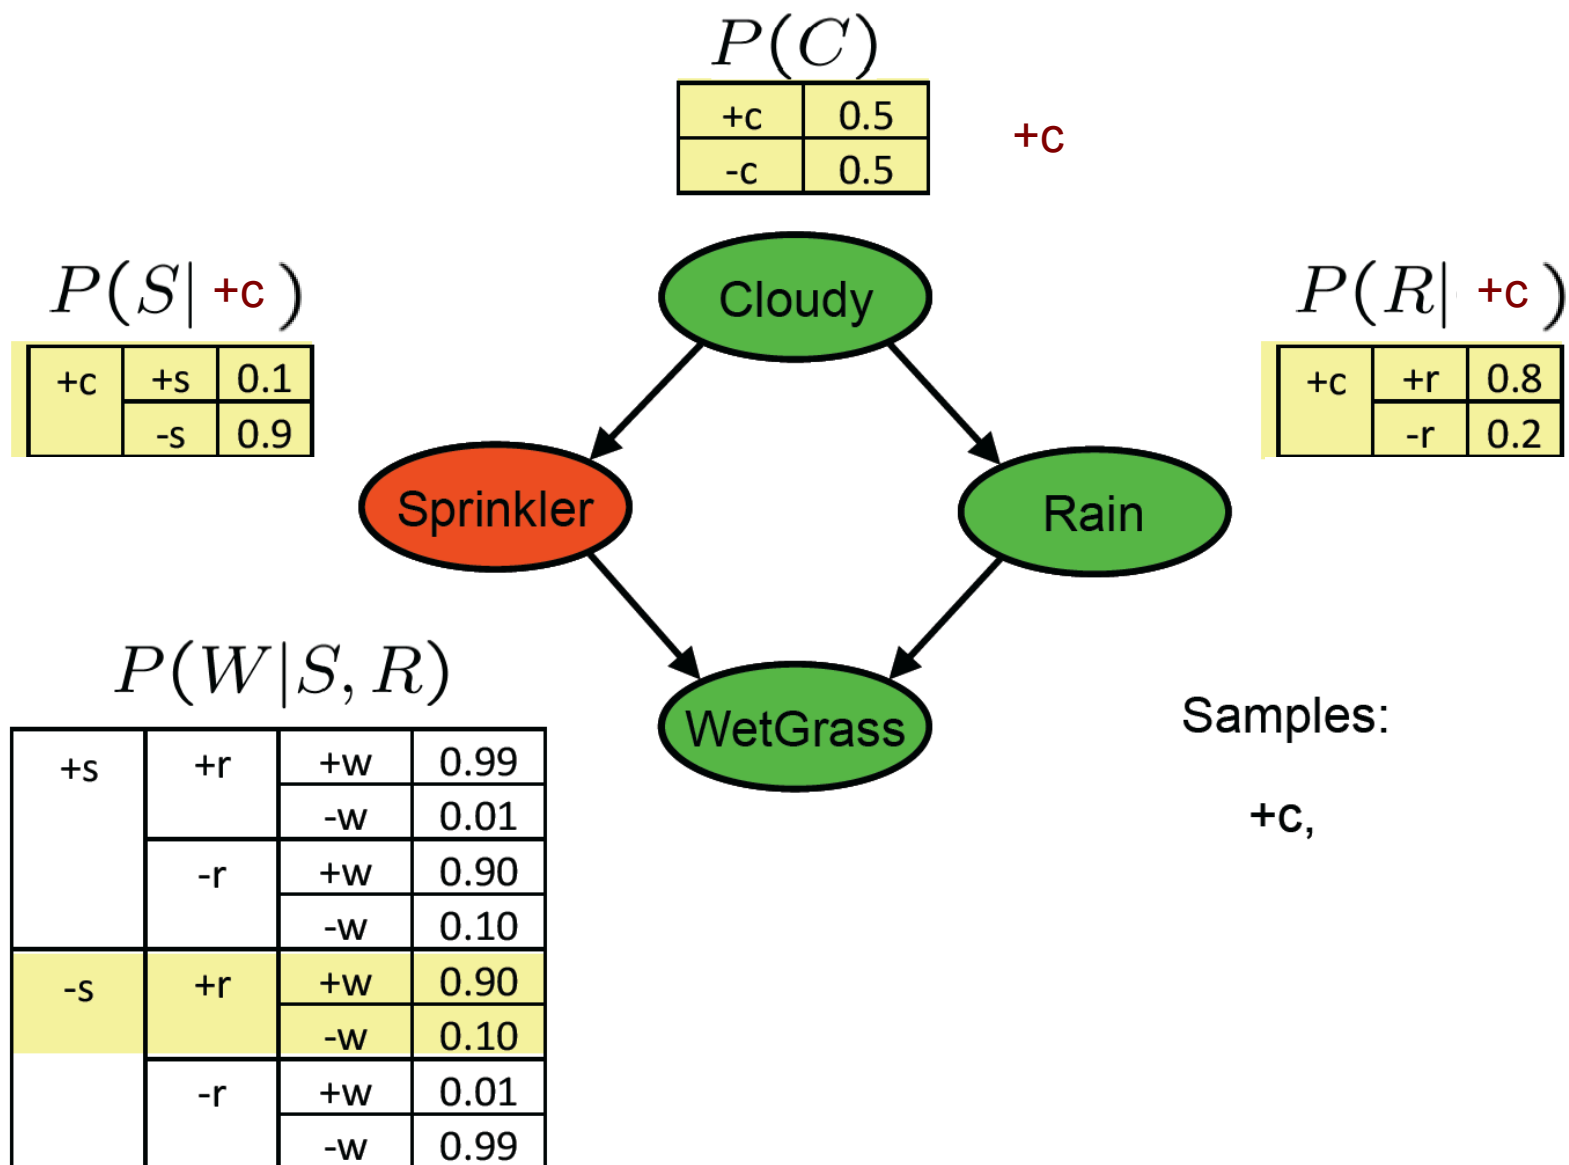 P(C)
+c 0.5
-c 0.5
+c
P(S| +c )
+c +s 0.1
-s 0.9
P(R| +c )
+c +r 0.8
-r 0.2
Cloudy
Sprinkler
Rain
WetGrass
P(W|S, R)
+s +r +w 0.99
-w 0.01
-r +w 0.90
-w 0.10
-s +r +w 0.90
-w 0.10
-r +w 0.01
-w 0.99
Samples:
+c,